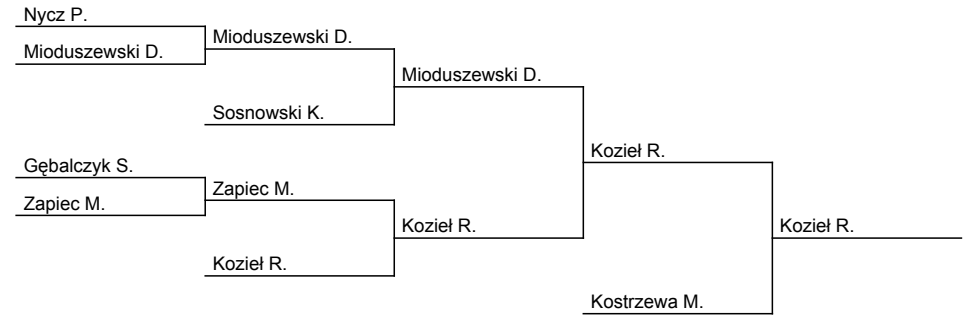 Nycz P.
Mioduszewski D.
Mioduszewski D.
Mioduszewski D.
Sosnowski K.
Kozieł R.
Gębalczyk S.
Zapiec M.
Zapiec M.
Kozieł R.
Kozieł R.
Kozieł R.
Kostrzewa M.